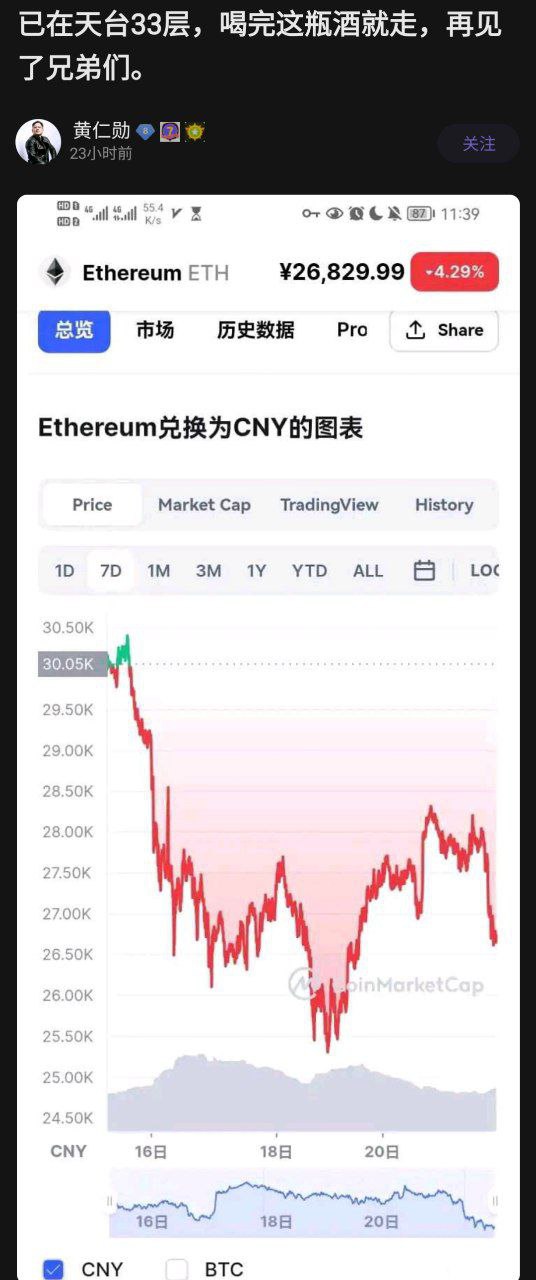 已在天台33层，喝完这瓶酒就走，再见
了兄弟们。
黄仁勋 8 7
23小时前
关注
HD 1 HD 2 4G 4G 55.4 K/s 87 11:39
Ethereum ETH ¥26,829.99 4.29%
总览 市场 历史数据 Pro Share
Ethereum兑换为CNY的图表
Price Market Cap TradingView History
1D 7D 1M 3M 1Y YTD ALL LOG
30.50K
30.05K
29.50K
29.00K
28.50K
28.00K
27.50K
27.00K
26.50K
26.00K
CoinMarketCap
25.50K
25.00K
24.50K
CNY 16日 18日 20日
16日 18日 20日
CNY BTC